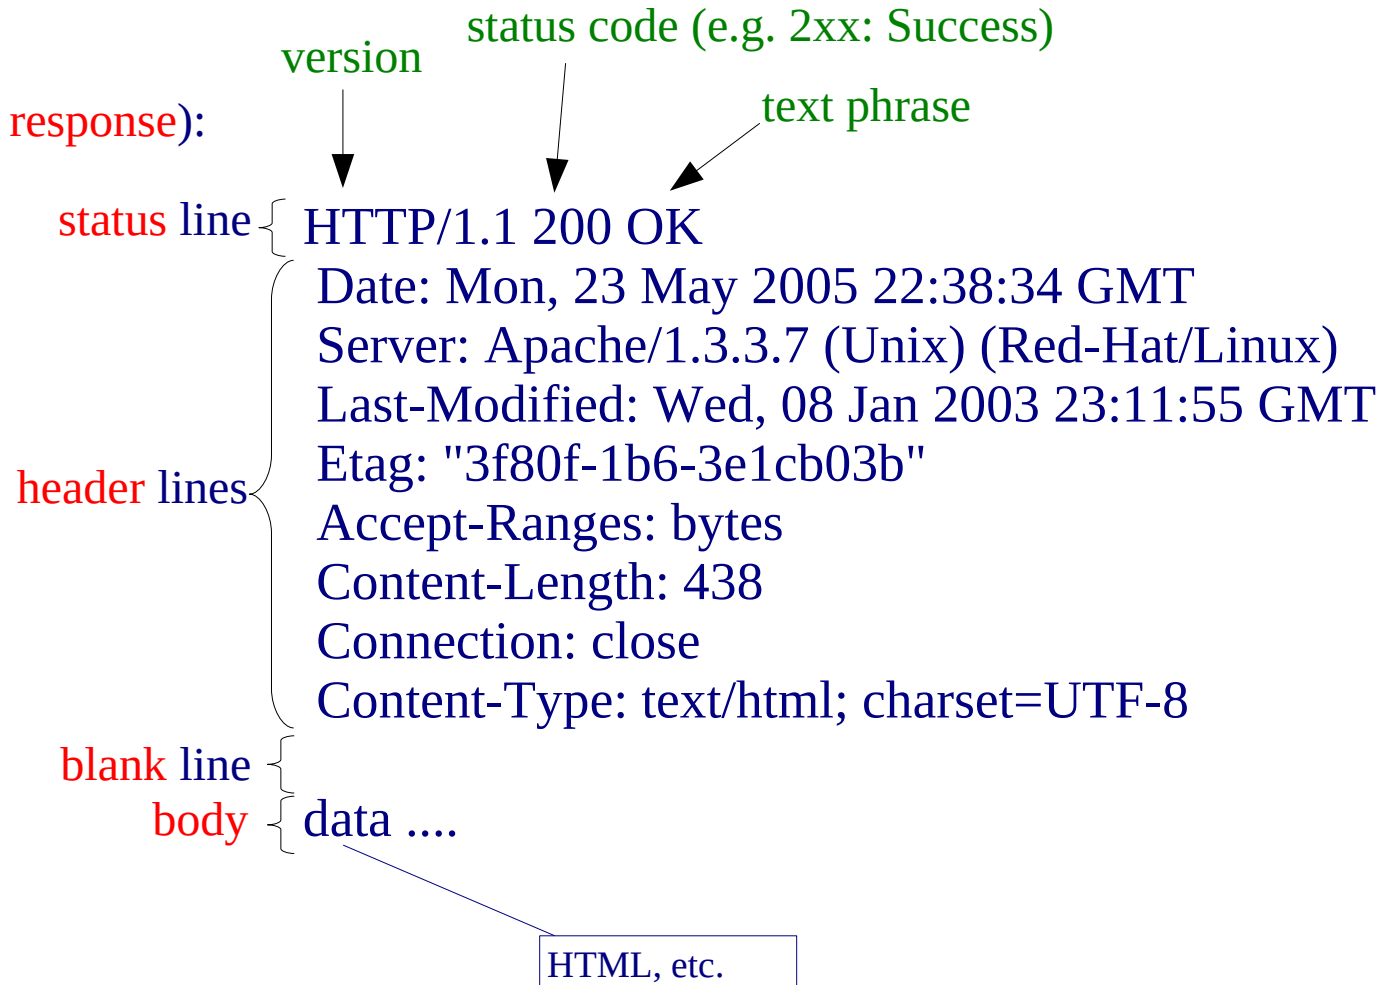 status code (e.g. 2xx: Success)
version
text phrase
response):
status line
HTTP/1.1 200 OK
Date: Mon, 23 May 2005 22:38:34 GMT
Server: Apache/1.3.3.7 (Unix) (Red-Hat/Linux)
Last-Modified: Wed, 08 Jan 2003 23:11:55 GMT
Etag: "3f80f-1b6-3e1cb03b"
header lines
Accept-Ranges: bytes
Content-Length: 438
Connection: close
Content-Type: text/html; charset=UTF-8
blank line
body
data ....
HTML, etc.